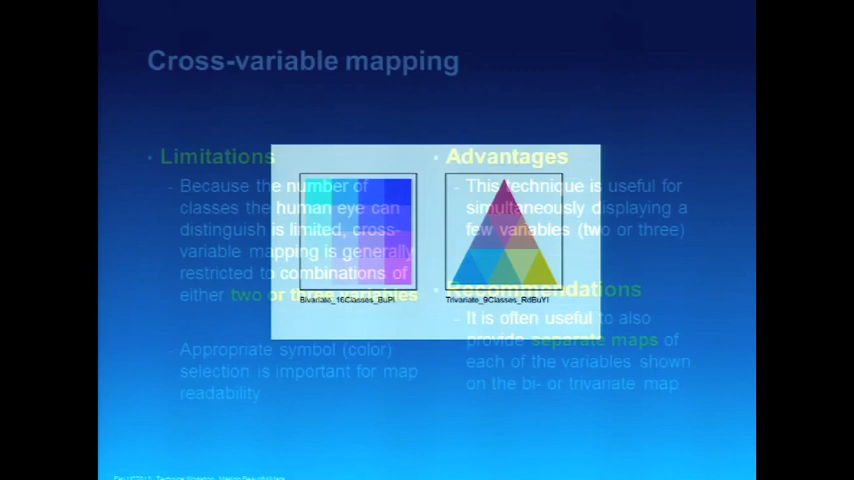 Cross-variable mapping
• Limitations
- Because the number of
classes the human eye can
distinguish is limited, cross-
variable mapping is generally
restricted to combinations of
either two or three variables
- Appropriate symbol (color)
selection is important for map
readability
• Advantages
- This technique is useful for
simultaneously displaying a
few variables (two or three)
• Recommendations
- It is often useful to also
provide separate maps of
each of the variables shown
on the bi- or trivariate map
Bivariate_16Classes_BuPi
Trivariate_9Classes_RdBuYl